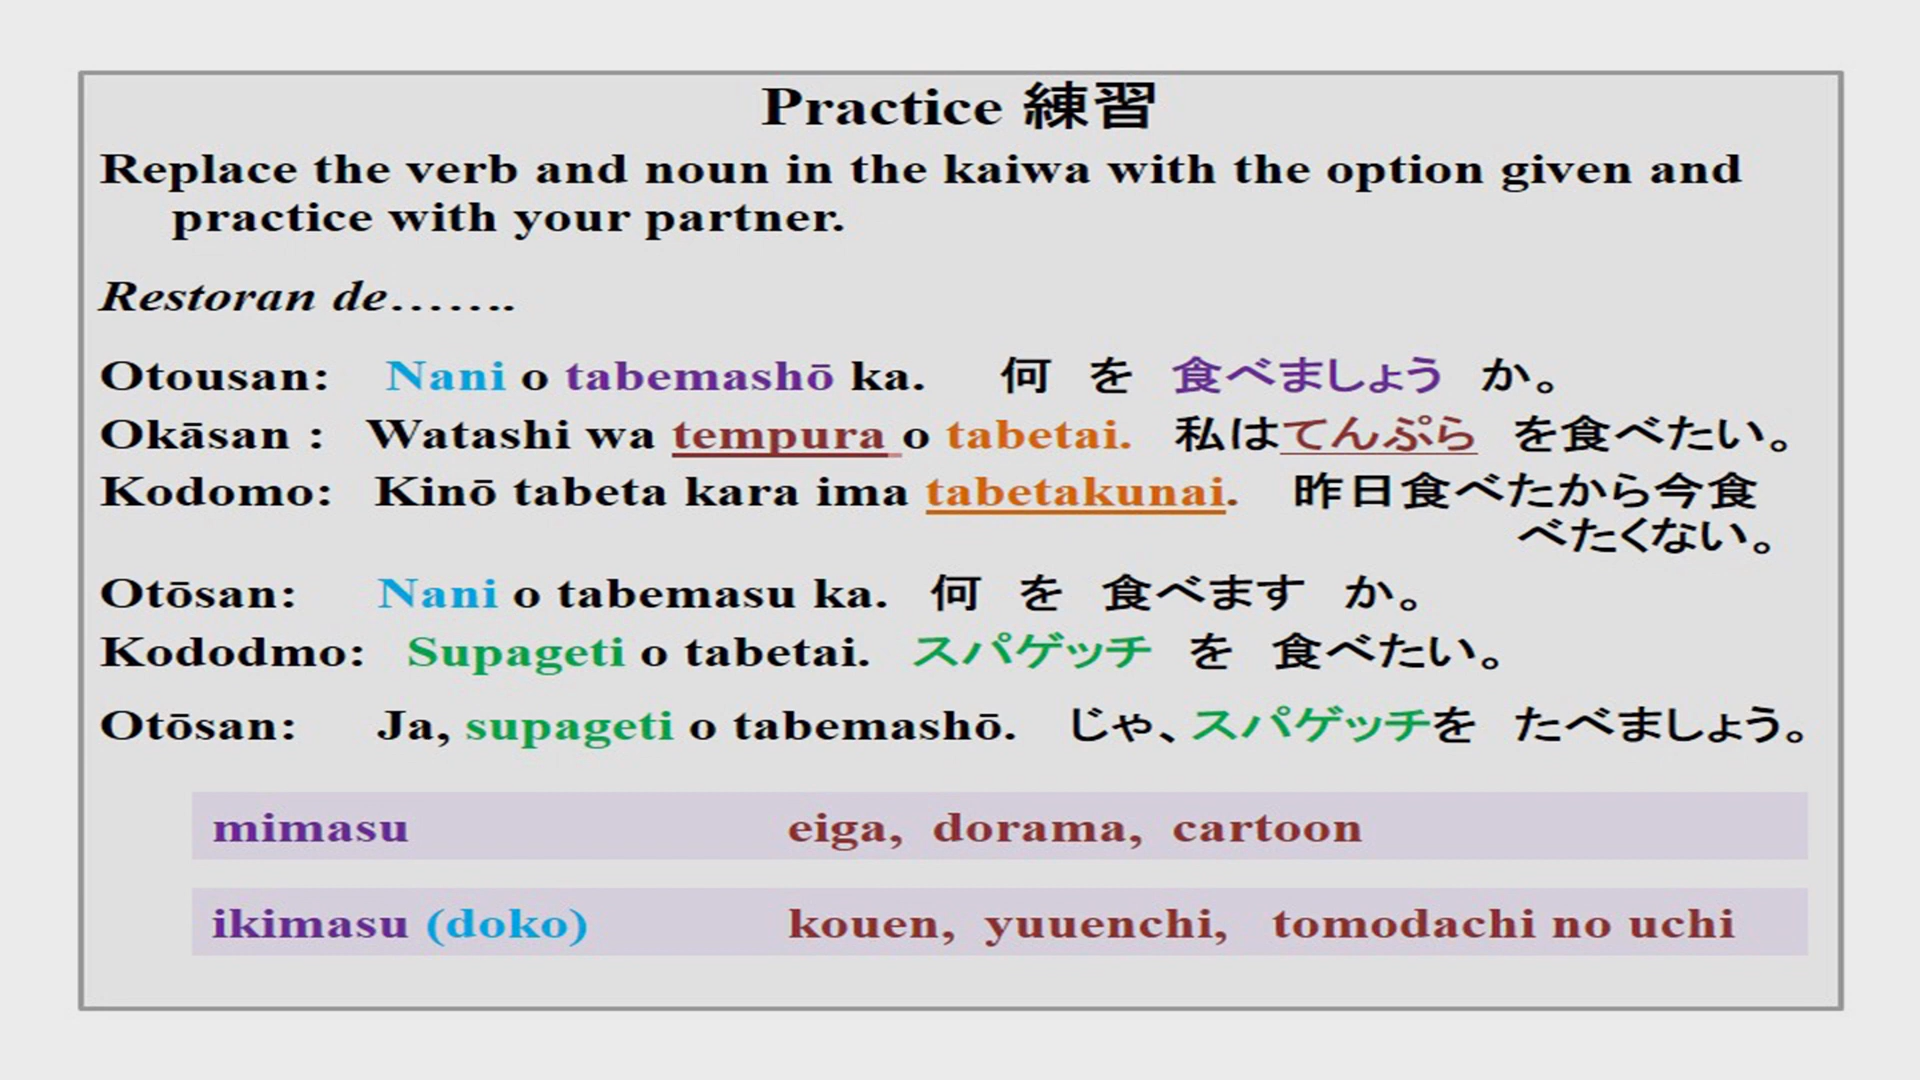 Practice 練習
Replace the verb and noun in the kaiwa with the option given and
practice with your partner.
Restoran de.......
Otousan: Nani o tabemashō ka. 何 を 食べましょう か。
Okāsan : Watashi wa tempura o tabetai. 私はてんぷら を食べたい。
Kodomo: Kinō tabeta kara ima tabetakunai. 昨日食べたから今食
べたくない。
Otōsan: Nani o tabemasu ka. 何 を 食べます か。
Kododmo: Supageti o tabetai. スパゲッチ を 食べたい。
Otōsan: Ja, supageti o tabemashō. じゃ、スパゲッチを たべましょう。
mimasu eiga, dorama, cartoon
ikimasu (doko) kouen, yuuenchi, tomodachi no uchi